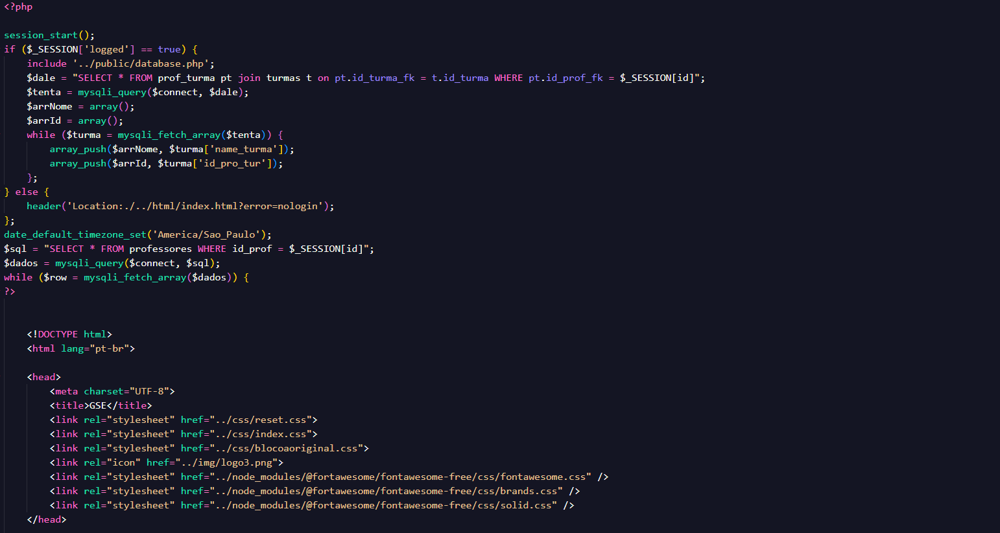 <?php
session_start();
if ($_SESSION['logged'] == true) {
    include '../public/database.php';
    $dale = "SELECT * FROM prof_turma pt join turmas t on pt.id_turma_fk = t.id_turma WHERE pt.id_prof_fk = $_SESSION[id]";
    $tenta = mysqli_query($connect, $dale);
    $arrNome = array();
    $arrId = array();
    while ($turma = mysqli_fetch_array($tenta)) {
        array_push($arrNome, $turma['name_turma']);
        array_push($arrId, $turma['id_pro_tur']);
    };
} else {
    header('Location:./../html/index.html?error=nologin');
};
date_default_timezone_set('America/Sao_Paulo');
$sql = "SELECT * FROM professores WHERE id_prof = $_SESSION[id]";
$dados = mysqli_query($connect, $sql);
while ($row = mysqli_fetch_array($dados)) {
?>
    <!DOCTYPE html>
    <html lang="pt-br">
    <head>
        <meta charset="UTF-8">
        <title>GSE</title>
        <link rel="stylesheet" href="../css/reset.css">
        <link rel="stylesheet" href="../css/index.css">
        <link rel="stylesheet" href="../css/blocoaoriginal.css">
        <link rel="icon" href="../img/logo3.png">
        <link rel="stylesheet" href="../node_modules/@fortawesome/fontawesome-free/css/fontawesome.css" />
        <link rel="stylesheet" href="../node_modules/@fortawesome/fontawesome-free/css/brands.css" />
        <link rel="stylesheet" href="../node_modules/@fortawesome/fontawesome-free/css/solid.css" />
    </head>